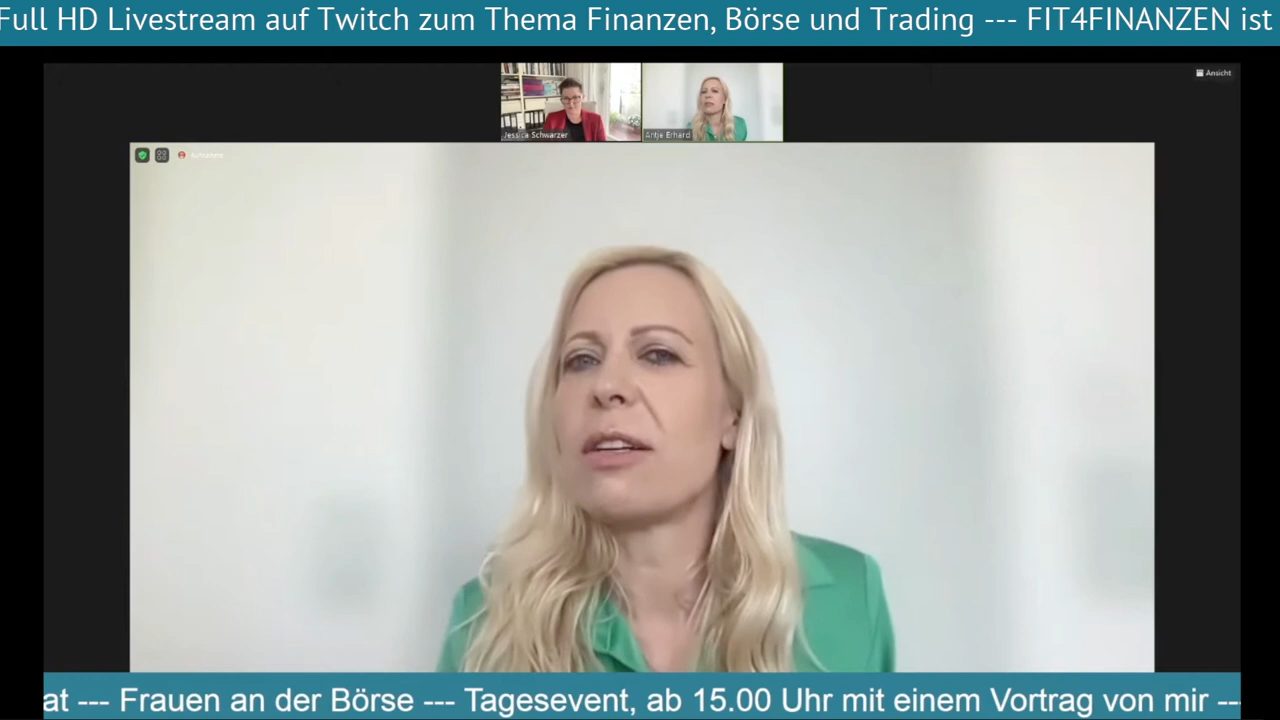 Full HD Livestream auf Twitch zum Thema Finanzen, Börse und Trading --- FIT4FINANZEN ist
Ansicht
Jessica Schwarzer
Antje Erhard
at --- Frauen an der Börse --- Tagesevent, ab 15.00 Uhr mit einem Vortrag von mir --